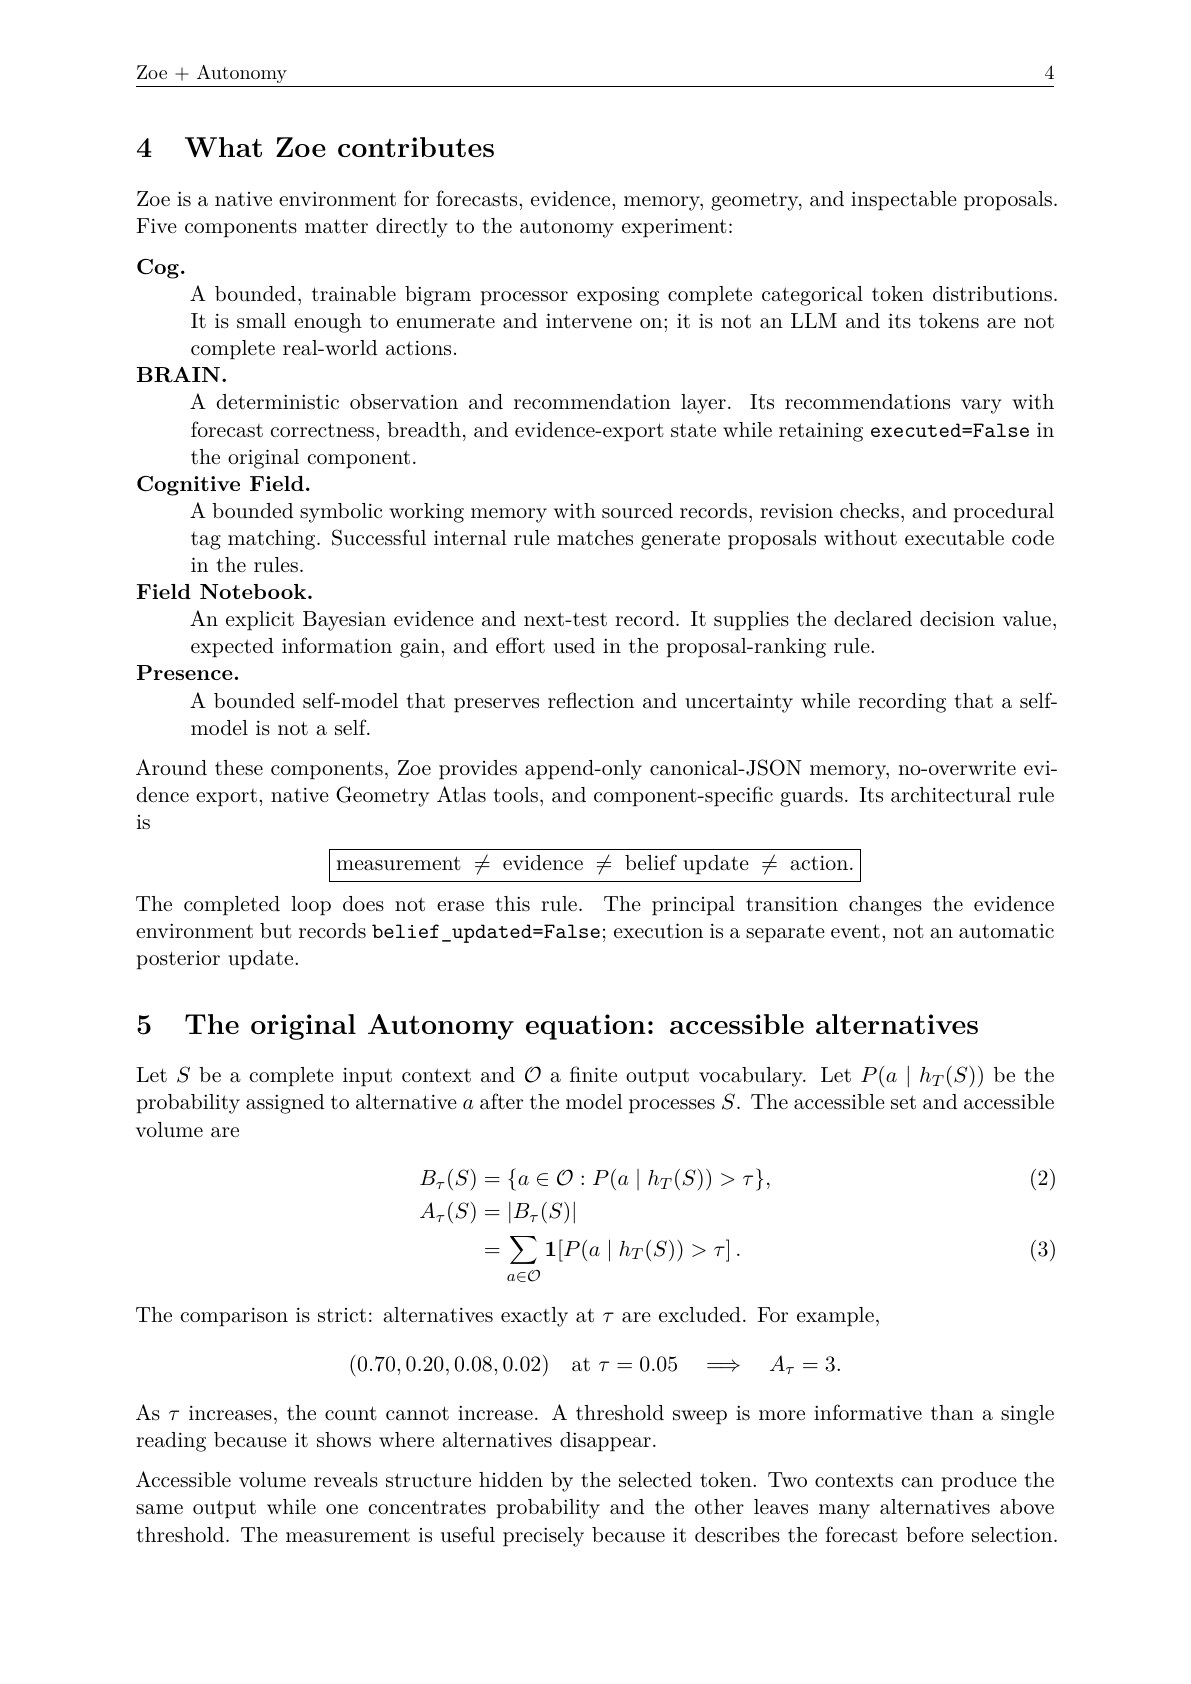 Zoe + Autonomy 4
4 What Zoe contributes
Zoe is a native environment for forecasts, evidence, memory, geometry, and inspectable proposals.
Five components matter directly to the autonomy experiment:
Cog.
A bounded, trainable bigram processor exposing complete categorical token distributions.
It is small enough to enumerate and intervene on; it is not an LLM and its tokens are not
complete real-world actions.
BRAIN.
A deterministic observation and recommendation layer. Its recommendations vary with
forecast correctness, breadth, and evidence-export state while retaining executed=False in
the original component.
Cognitive Field.
A bounded symbolic working memory with sourced records, revision checks, and procedural
tag matching. Successful internal rule matches generate proposals without executable code
in the rules.
Field Notebook.
An explicit Bayesian evidence and next-test record. It supplies the declared decision value,
expected information gain, and effort used in the proposal-ranking rule.
Presence.
A bounded self-model that preserves reflection and uncertainty while recording that a self-
model is not a self.
Around these components, Zoe provides append-only canonical-JSON memory, no-overwrite evi-
dence export, native Geometry Atlas tools, and component-specific guards. Its architectural rule
is
measurement ≠ evidence ≠ belief update ≠ action.
The completed loop does not erase this rule. The principal transition changes the evidence
environment but records belief_updated=False; execution is a separate event, not an automatic
posterior update.
5 The original Autonomy equation: accessible alternatives
Let S be a complete input context and 𝒪 a finite output vocabulary. Let P(a | h_T(S)) be the
probability assigned to alternative a after the model processes S. The accessible set and accessible
volume are
B_τ(S) = {a ∈ 𝒪 : P(a | h_T(S)) > τ}, (2)
A_τ(S) = |B_τ(S)|
= ∑_{a∈𝒪} 𝟏[P(a | h_T(S)) > τ] . (3)
The comparison is strict: alternatives exactly at τ are excluded. For example,
(0.70, 0.20, 0.08, 0.02) at τ = 0.05 ⟹ A_τ = 3.
As τ increases, the count cannot increase. A threshold sweep is more informative than a single
reading because it shows where alternatives disappear.
Accessible volume reveals structure hidden by the selected token. Two contexts can produce the
same output while one concentrates probability and the other leaves many alternatives above
threshold. The measurement is useful precisely because it describes the forecast before selection.